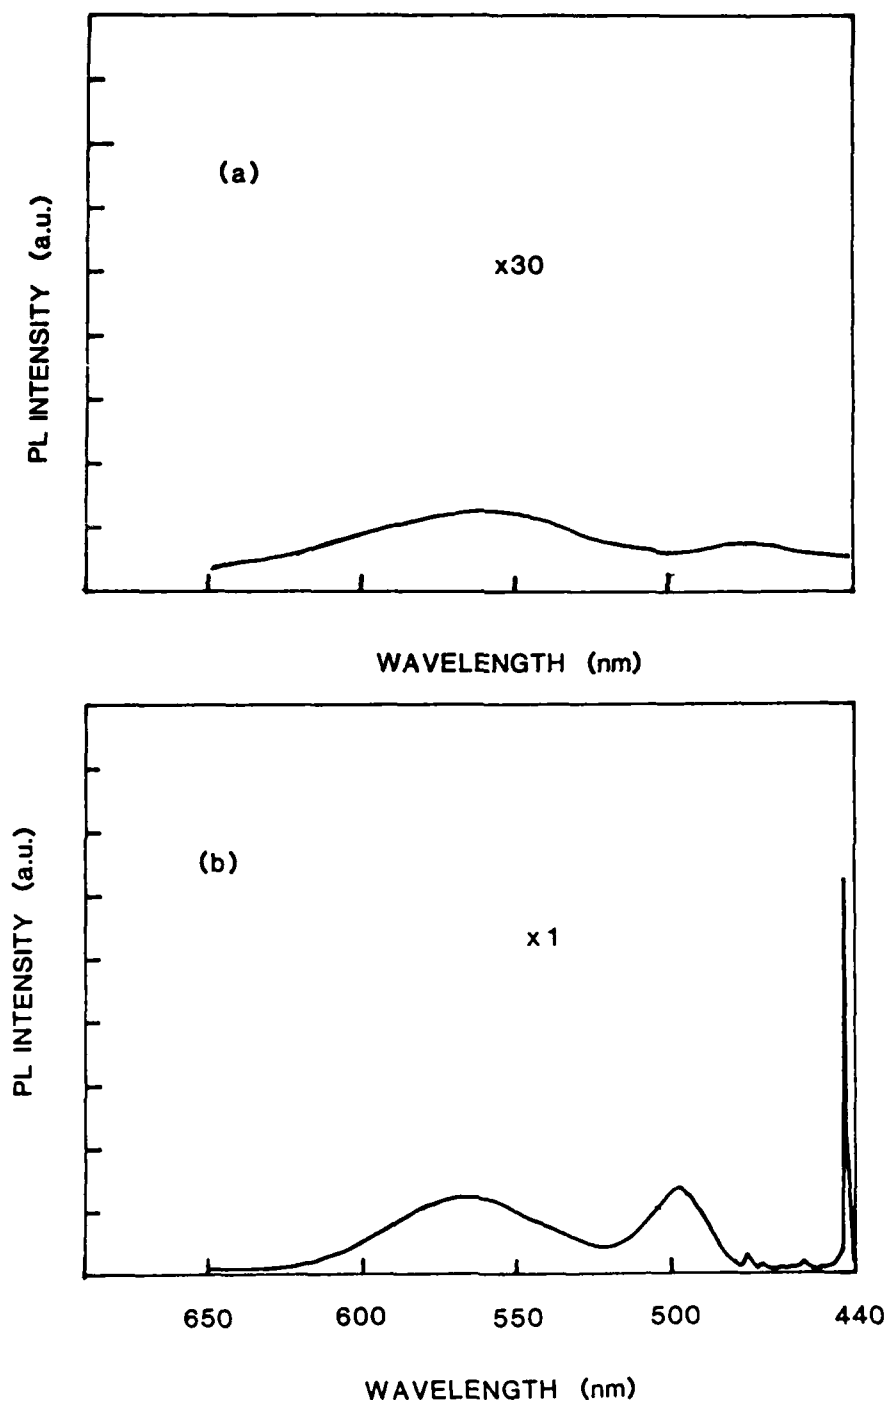 (a)
x30
PL INTENSITY (a.u.)
WAVELENGTH (nm)
(b)
x 1
PL INTENSITY (a.u.)
650 600 550 500 440
WAVELENGTH (nm)